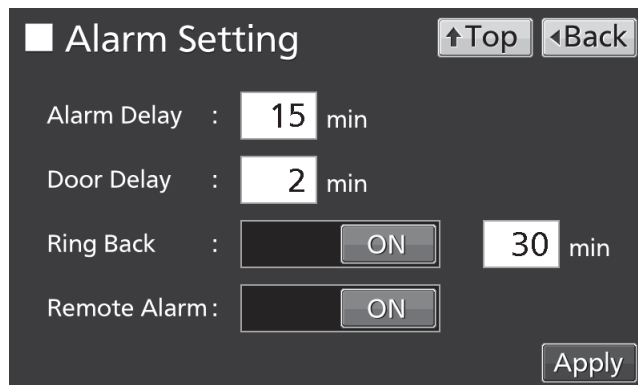 Alarm Setting ↑Top ◂Back
Alarm Delay : 15 min
Door Delay : 2 min
Ring Back : ON 30 min
Remote Alarm : ON
Apply